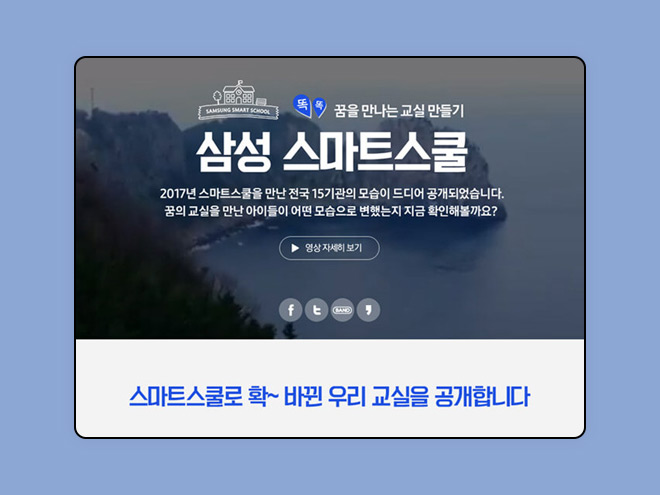 SAMSUNG SMART SCHOOL
똑똑 꿈을 만나는 교실 만들기
삼성 스마트스쿨
2017년 스마트스쿨을 만난 전국 15기관의 모습이 드디어 공개되었습니다.
꿈의 교실을 만난 아이들이 어떤 모습으로 변했는지 지금 확인해볼까요?
영상 자세히 보기
f t BAND
스마트스쿨로 확~ 바뀐 우리 교실을 공개합니다